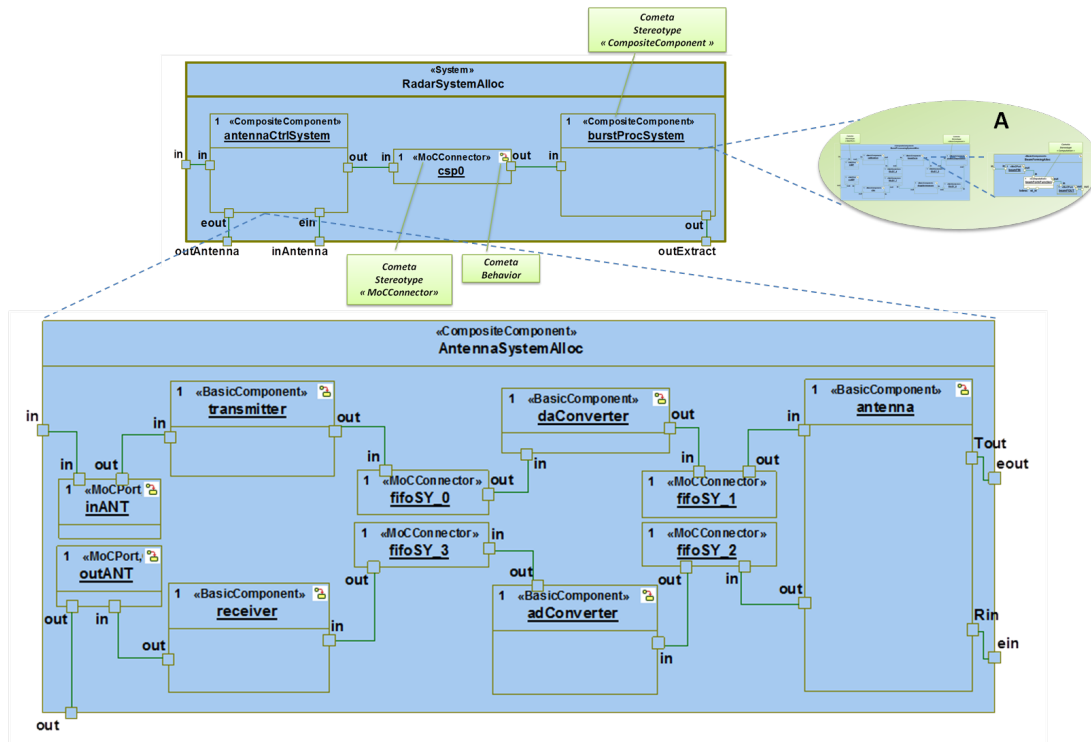 Cometa
Stereotype
« CompositeComponent »
«System»
RadarSystemAlloc
1 «CompositeComponent»
antennaCtrlSystem
1 «CompositeComponent»
burstProcSystem
A
in
in
out
in
1 «MoCConnector»
csp0
out
in
eout
ein
out
outAntenna
inAntenna
outExtract
Cometa
Stereotype
« MoCConnector»
Cometa
Behavior
«CompositeComponent»
AntennaSystemAlloc
1 «BasicComponent»
transmitter
1 «BasicComponent»
daConverter
1 «BasicComponent»
antenna
in
in
out
out
in
in
out
in
out
in
out
in
out
Tout
eout
1 «MoCPort
inANT
1 «MoCConnector»
fifoSY_0
1 «MoCConnector»
fifoSY_1
1 «MoCPort,
outANT
1 «MoCConnector»
fifoSY_3
in
1 «MoCConnector»
fifoSY_2
out
out
out
in
1 «BasicComponent»
receiver
1 «BasicComponent»
adConverter
out
out
in
in
out
in
Rin
ein
out